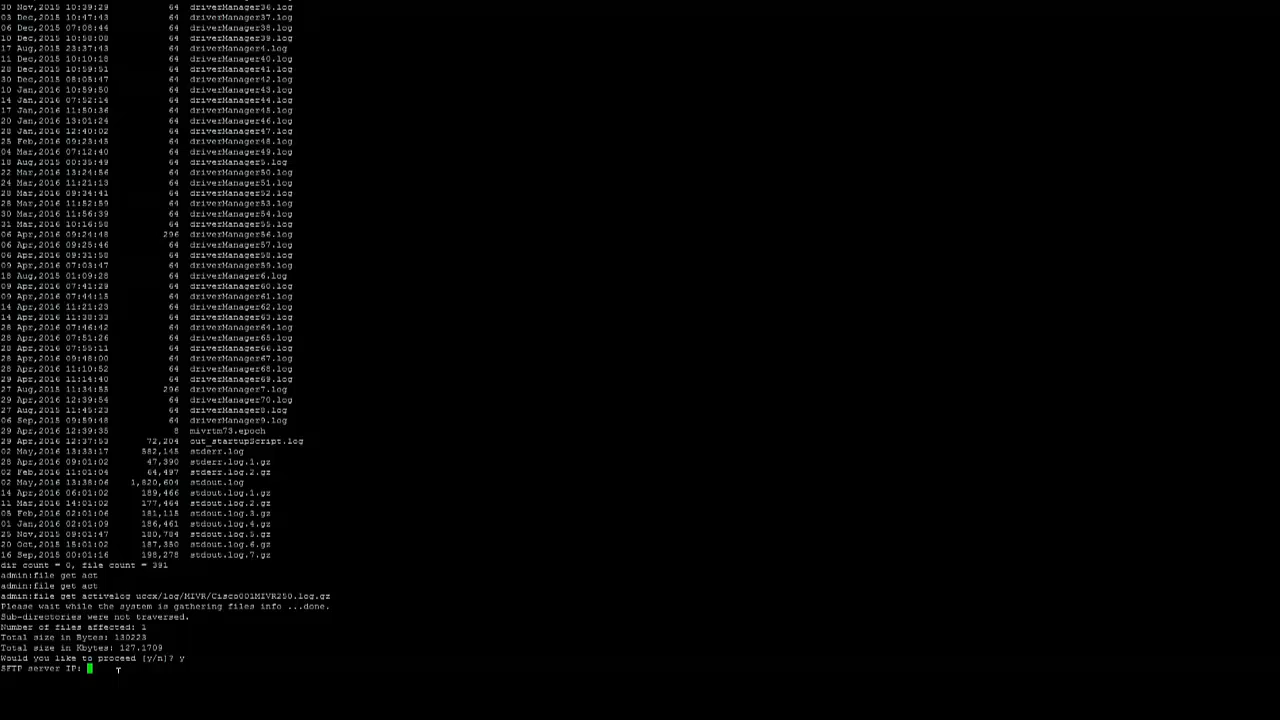 30 Nov,2015 10:39:29 64 driverManager36.log
03 Dec,2015 10:47:43 64 driverManager37.log
06 Dec,2015 07:08:44 64 driverManager38.log
10 Dec,2015 10:58:08 64 driverManager39.log
17 Aug,2015 23:37:43 64 driverManager4.log
11 Dec,2015 10:10:18 64 driverManager40.log
28 Dec,2015 10:59:51 64 driverManager41.log
30 Dec,2015 08:05:47 64 driverManager42.log
10 Jan,2016 10:59:50 64 driverManager43.log
14 Jan,2016 07:52:14 64 driverManager44.log
17 Jan,2016 11:50:36 64 driverManager45.log
20 Jan,2016 13:01:24 64 driverManager46.log
28 Jan,2016 12:40:02 64 driverManager47.log
25 Feb,2016 09:23:43 64 driverManager48.log
04 Mar,2016 07:12:40 64 driverManager49.log
18 Aug,2015 00:35:49 64 driverManager5.log
22 Mar,2016 13:24:56 64 driverManager50.log
24 Mar,2016 11:21:13 64 driverManager51.log
28 Mar,2016 09:34:41 64 driverManager52.log
28 Mar,2016 11:52:59 64 driverManager53.log
30 Mar,2016 11:56:39 64 driverManager54.log
31 Mar,2016 10:16:58 64 driverManager55.log
06 Apr,2016 09:24:48 296 driverManager56.log
06 Apr,2016 09:25:46 64 driverManager57.log
06 Apr,2016 09:31:58 64 driverManager58.log
09 Apr,2016 07:03:47 64 driverManager59.log
18 Aug,2015 01:09:28 64 driverManager6.log
09 Apr,2016 07:41:29 64 driverManager60.log
09 Apr,2016 07:44:15 64 driverManager61.log
14 Apr,2016 11:21:23 64 driverManager62.log
14 Apr,2016 11:38:33 64 driverManager63.log
28 Apr,2016 07:46:42 64 driverManager64.log
28 Apr,2016 07:51:26 64 driverManager65.log
28 Apr,2016 07:55:11 64 driverManager66.log
28 Apr,2016 09:48:00 64 driverManager67.log
28 Apr,2016 11:10:52 64 driverManager68.log
29 Apr,2016 11:14:40 64 driverManager69.log
27 Aug,2015 11:34:55 296 driverManager7.log
29 Apr,2016 12:39:54 64 driverManager70.log
27 Aug,2015 11:45:23 64 driverManager8.log
06 Sep,2015 09:59:48 64 driverManager9.log
29 Apr,2016 12:39:35 8 mivrtm73.epoch
29 Apr,2016 12:37:53 72,204 out_startupScript.log
02 May,2016 13:33:17 582,145 stderr.log
28 Apr,2016 09:01:02 47,390 stderr.log.1.gz
02 Feb,2016 11:01:04 64,497 stderr.log.2.gz
02 May,2016 13:38:06 1,820,604 stdout.log
14 Apr,2016 06:01:02 189,466 stdout.log.1.gz
11 Mar,2016 14:01:02 177,464 stdout.log.2.gz
05 Feb,2016 02:01:06 181,115 stdout.log.3.gz
01 Jan,2016 02:01:09 186,461 stdout.log.4.gz
25 Nov,2015 09:01:47 180,784 stdout.log.5.gz
20 Oct,2015 15:01:02 187,350 stdout.log.6.gz
16 Sep,2015 00:01:16 198,278 stdout.log.7.gz
dir count = 0, file count = 391
admin:file get act
admin:file get act
admin:file get activelog uccx/log/MIVR/Cisco001MIVR250.log.gz
Please wait while the system is gathering files info ...done.
Sub-directories were not traversed.
Number of files affected: 1
Total size in Bytes: 130223
Total size in Kbytes: 127.1709
Would you like to proceed [y/n]? y
SFTP server IP: